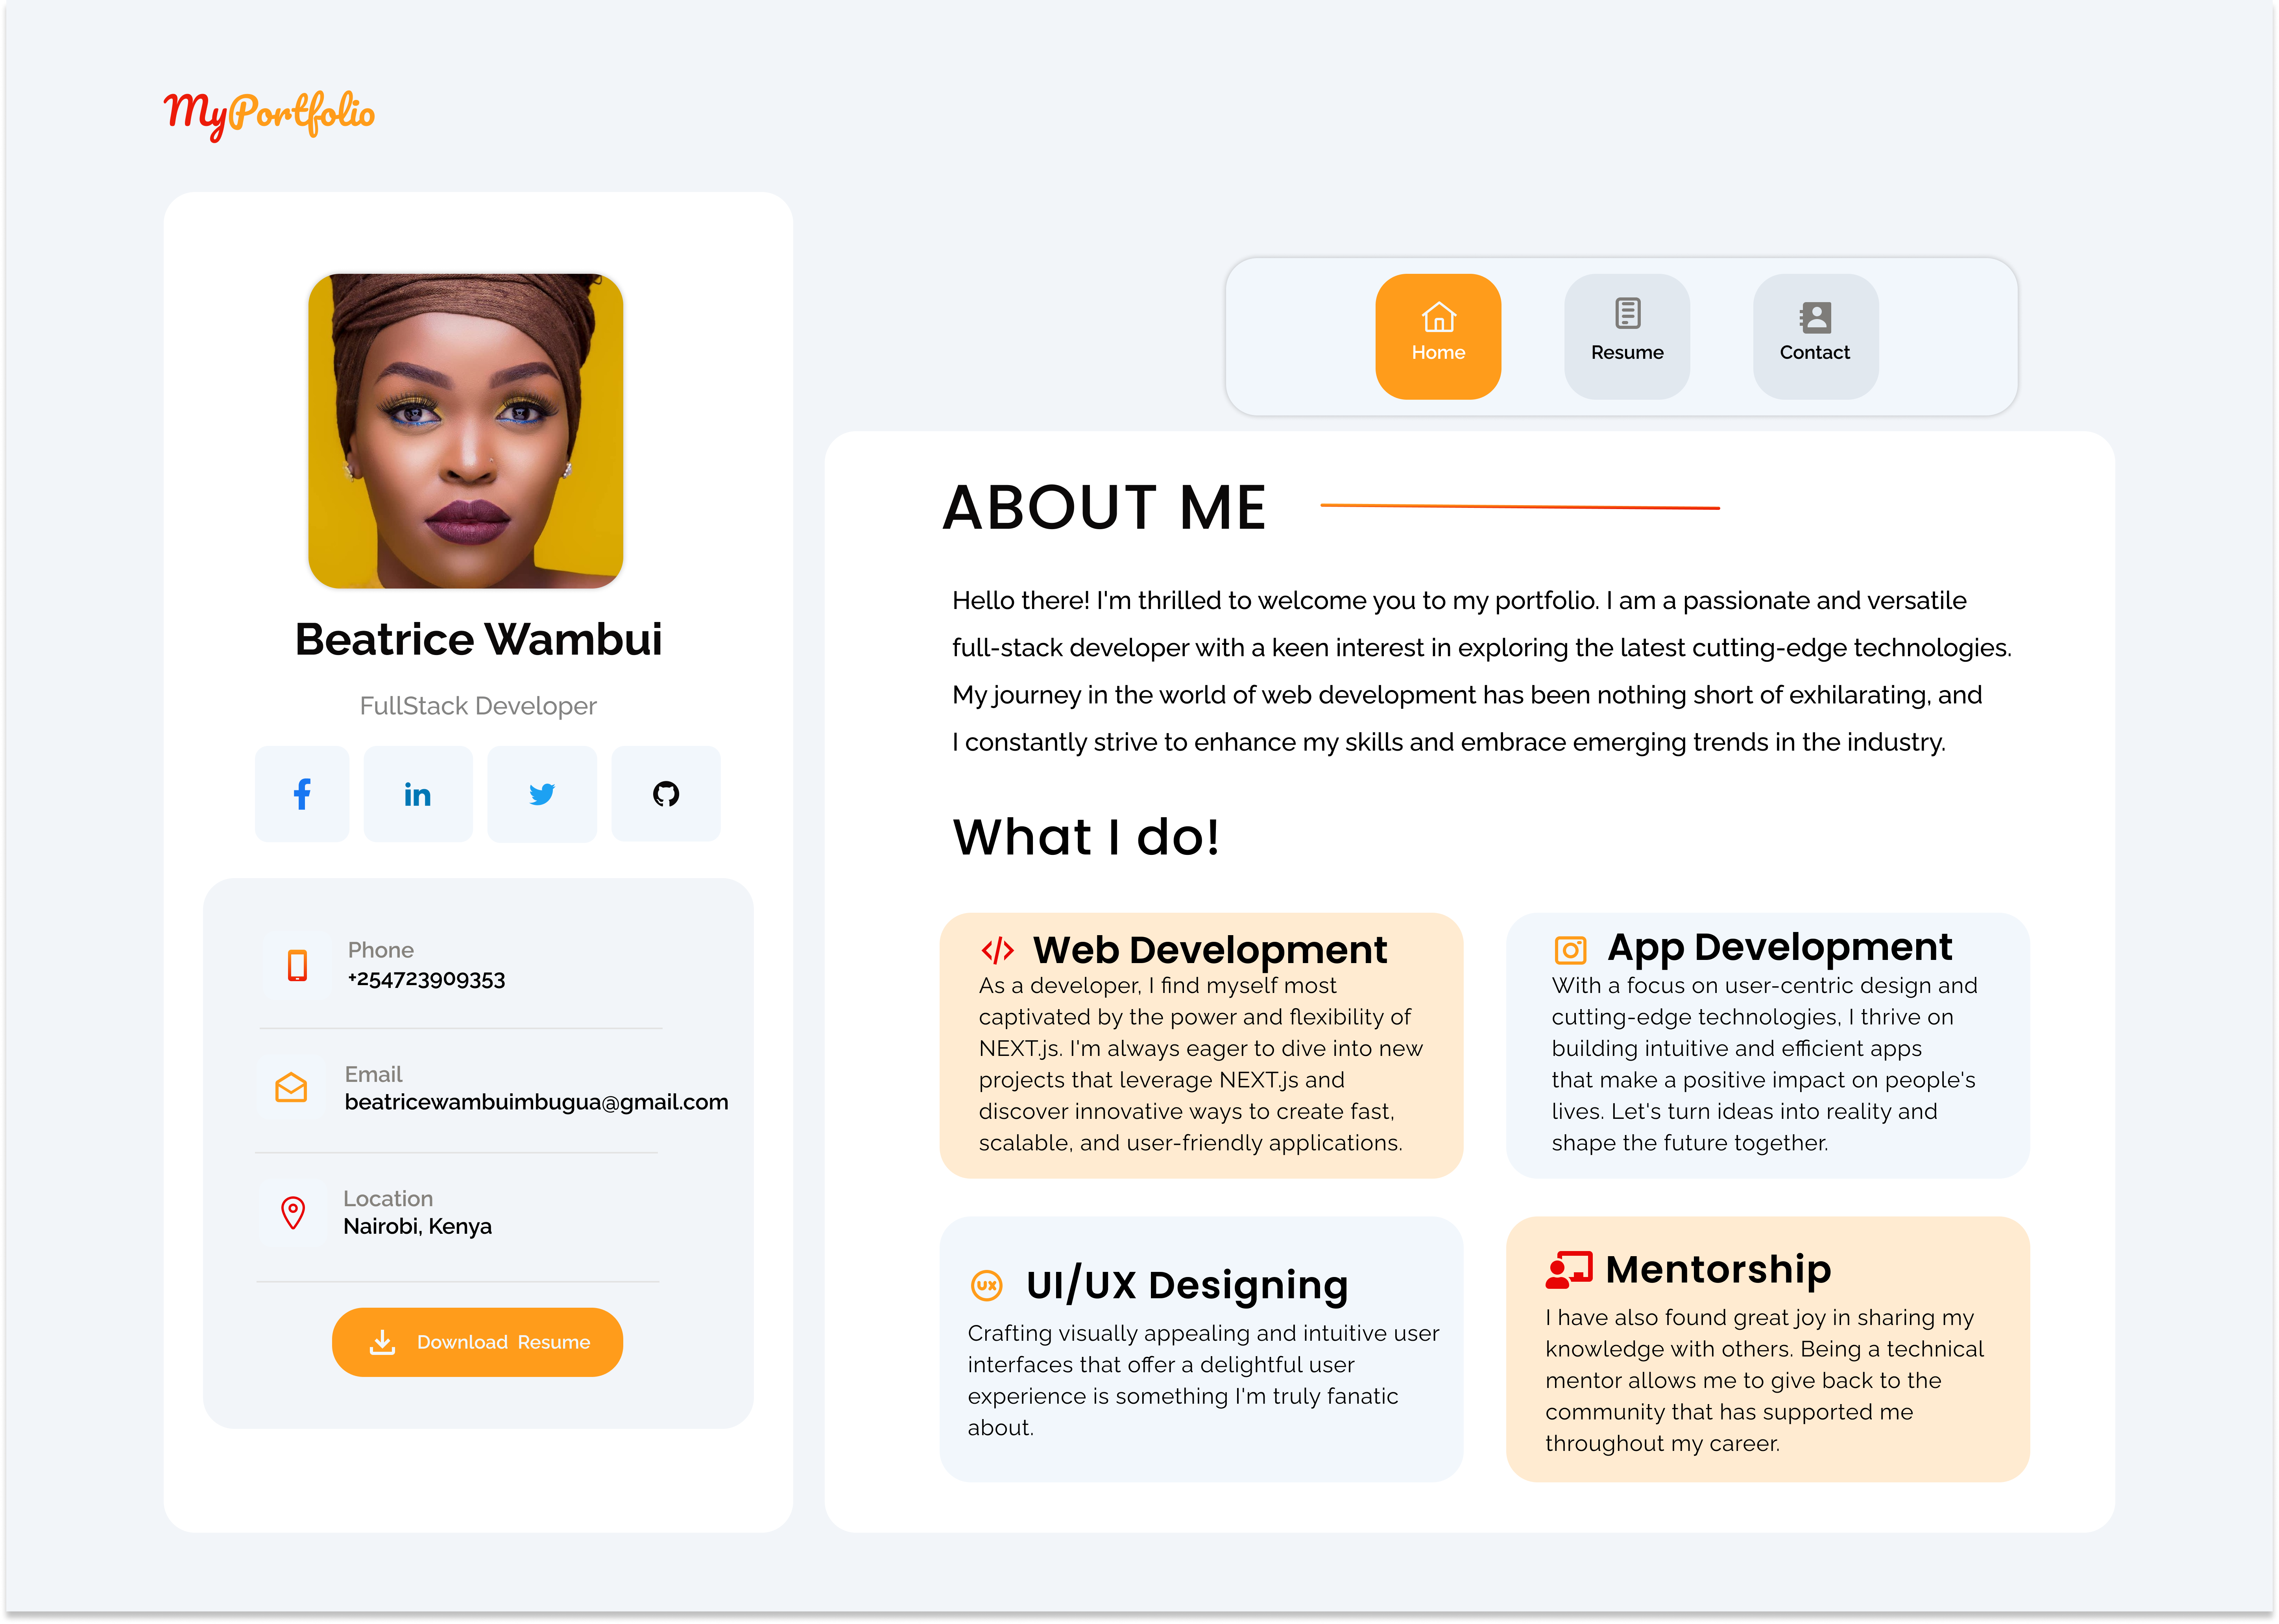 MyPortfolio
Beatrice Wambui
FullStack Developer
f
in
Phone
+254723909353
Email
beatricewambuimbugua@gmail.com
Location
Nairobi, Kenya
Download Resume
Home
Resume
Contact
ABOUT ME
Hello there! I'm thrilled to welcome you to my portfolio. I am a passionate and versatile
full-stack developer with a keen interest in exploring the latest cutting-edge technologies.
My journey in the world of web development has been nothing short of exhilarating, and
I constantly strive to enhance my skills and embrace emerging trends in the industry.
What I do!
</> Web Development
As a developer, I find myself most
captivated by the power and flexibility of
NEXT.js. I'm always eager to dive into new
projects that leverage NEXT.js and
discover innovative ways to create fast,
scalable, and user-friendly applications.
App Development
With a focus on user-centric design and
cutting-edge technologies, I thrive on
building intuitive and efficient apps
that make a positive impact on people's
lives. Let's turn ideas into reality and
shape the future together.
UX UI/UX Designing
Crafting visually appealing and intuitive user
interfaces that offer a delightful user
experience is something I'm truly fanatic
about.
Mentorship
I have also found great joy in sharing my
knowledge with others. Being a technical
mentor allows me to give back to the
community that has supported me
throughout my career.